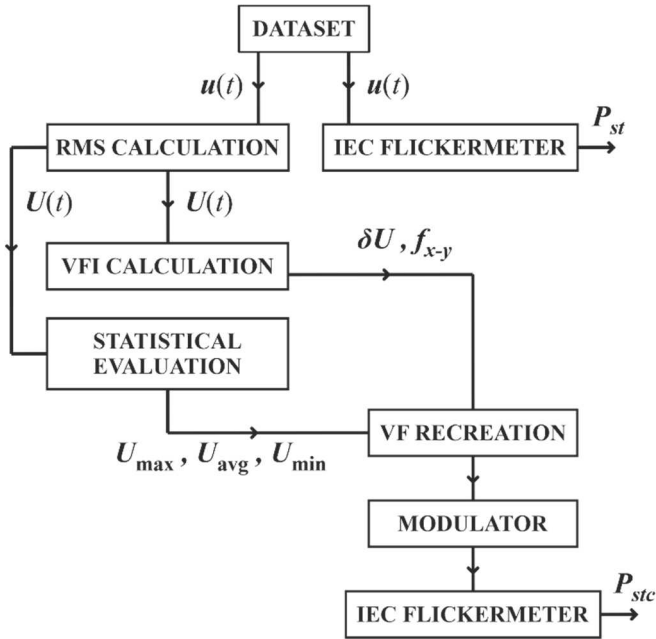 DATASET
u(t)
u(t)
RMS CALCULATION
IEC FLICKERMETER
Pst
U(t)
U(t)
VFI CALCULATION
δU , fx-y
STATISTICAL
EVALUATION
VF RECREATION
Umax , Uavg , Umin
MODULATOR
IEC FLICKERMETER
Pstc